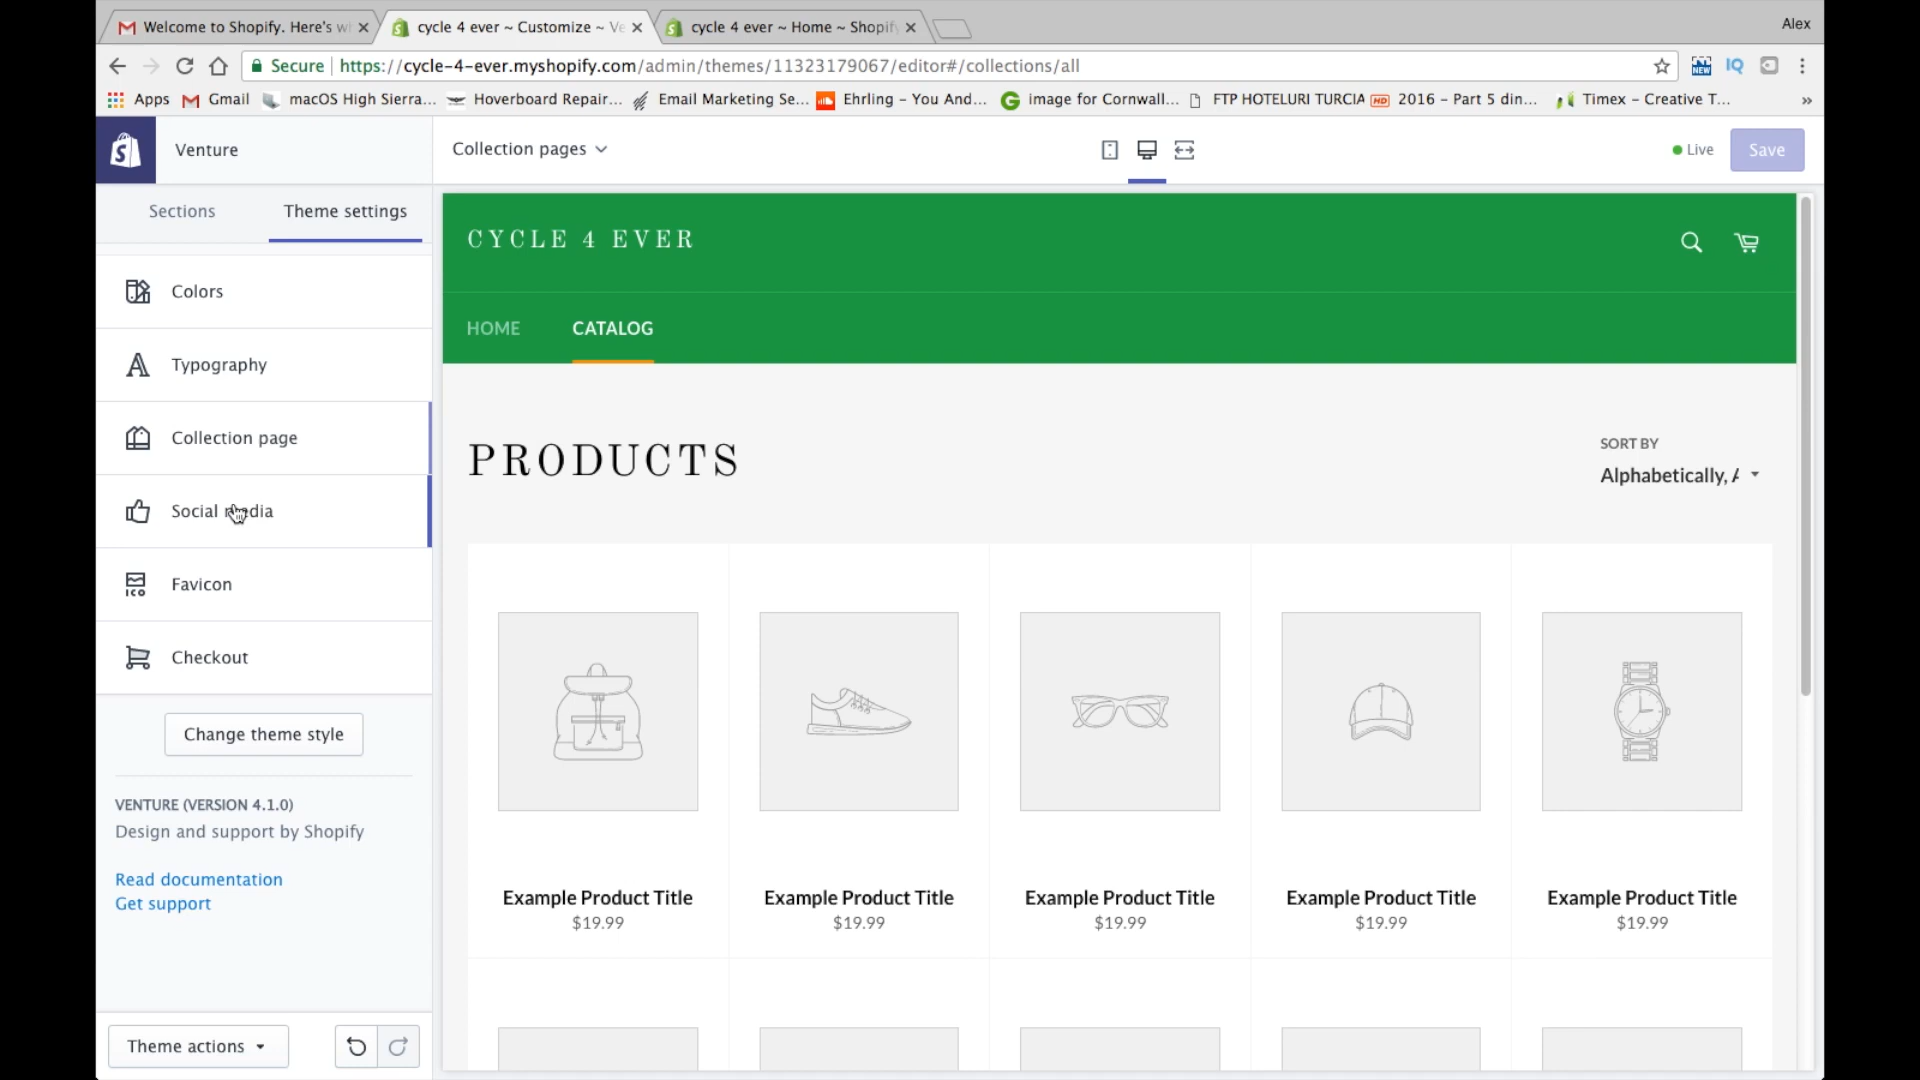 Welcome to Shopify. Here's w
cycle 4 ever ~ Customize ~ Ve
cycle 4 ever ~ Home ~ Shopify
Alex
Secure https://cycle-4-ever.myshopify.com/admin/themes/11323179067/editor#/collections/all
NEW
IQ
Apps
Gmail
macOS High Sierra...
Hoverboard Repair...
Email Marketing Se...
Ehrling – You And...
image for Cornwall...
FTP HOTELURI TURCIA
HD
2016 – Part 5 din...
Timex – Creative T...
»
Venture
Collection pages
Live
Save
Sections
Theme settings
Colors
Typography
Collection page
Social media
ICO
Favicon
Checkout
Change theme style
VENTURE (VERSION 4.1.0)
Design and support by Shopify
Read documentation
Get support
Theme actions
CYCLE 4 EVER
HOME
CATALOG
PRODUCTS
SORT BY
Alphabetically, A
Example Product Title
$19.99
Example Product Title
$19.99
Example Product Title
$19.99
Example Product Title
$19.99
Example Product Title
$19.99